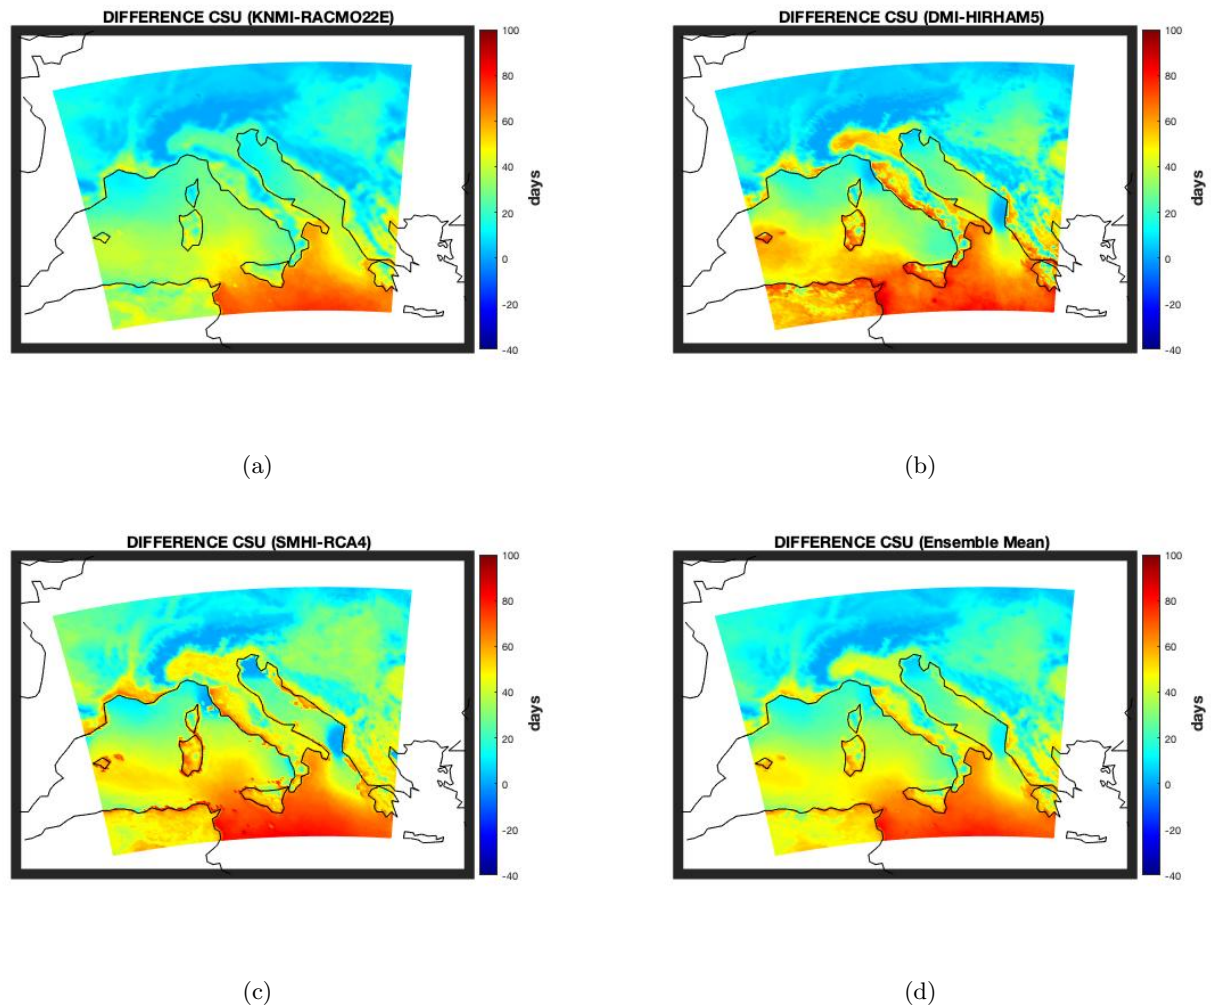 DIFFERENCE CSU (KNMI-RACMO22E)
100
80
60
40
20
0
-20
-40
days
(a)
DIFFERENCE CSU (DMI-HIRHAM5)
100
80
60
40
20
0
-20
-40
days
(b)
DIFFERENCE CSU (SMHI-RCA4)
100
80
60
40
20
0
-20
-40
days
(c)
DIFFERENCE CSU (Ensemble Mean)
100
80
60
40
20
0
-20
-40
days
(d)